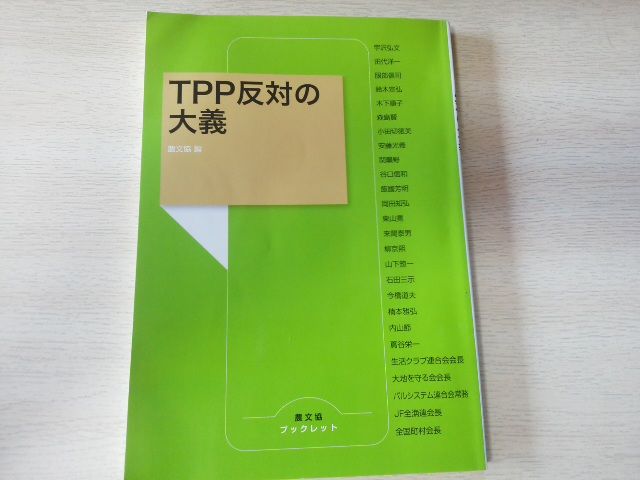 TPP反対の
大義
農文協 編
宇沢弘文
田代洋一
服部信司
鈴木宣弘
木下順子
森島賢
小田切徳美
安藤光義
関曠野
谷口信和
飯國芳明
岡田知弘
東山寛
来間泰男
柳京熙
山下惣一
石田三示
今橋道夫
楠本雅弘
内山節
蔦谷栄一
生活クラブ連合会会長
大地を守る会会長
パルシステム連合会常務
JF全漁連会長
全国町村会長
農文協
ブックレット